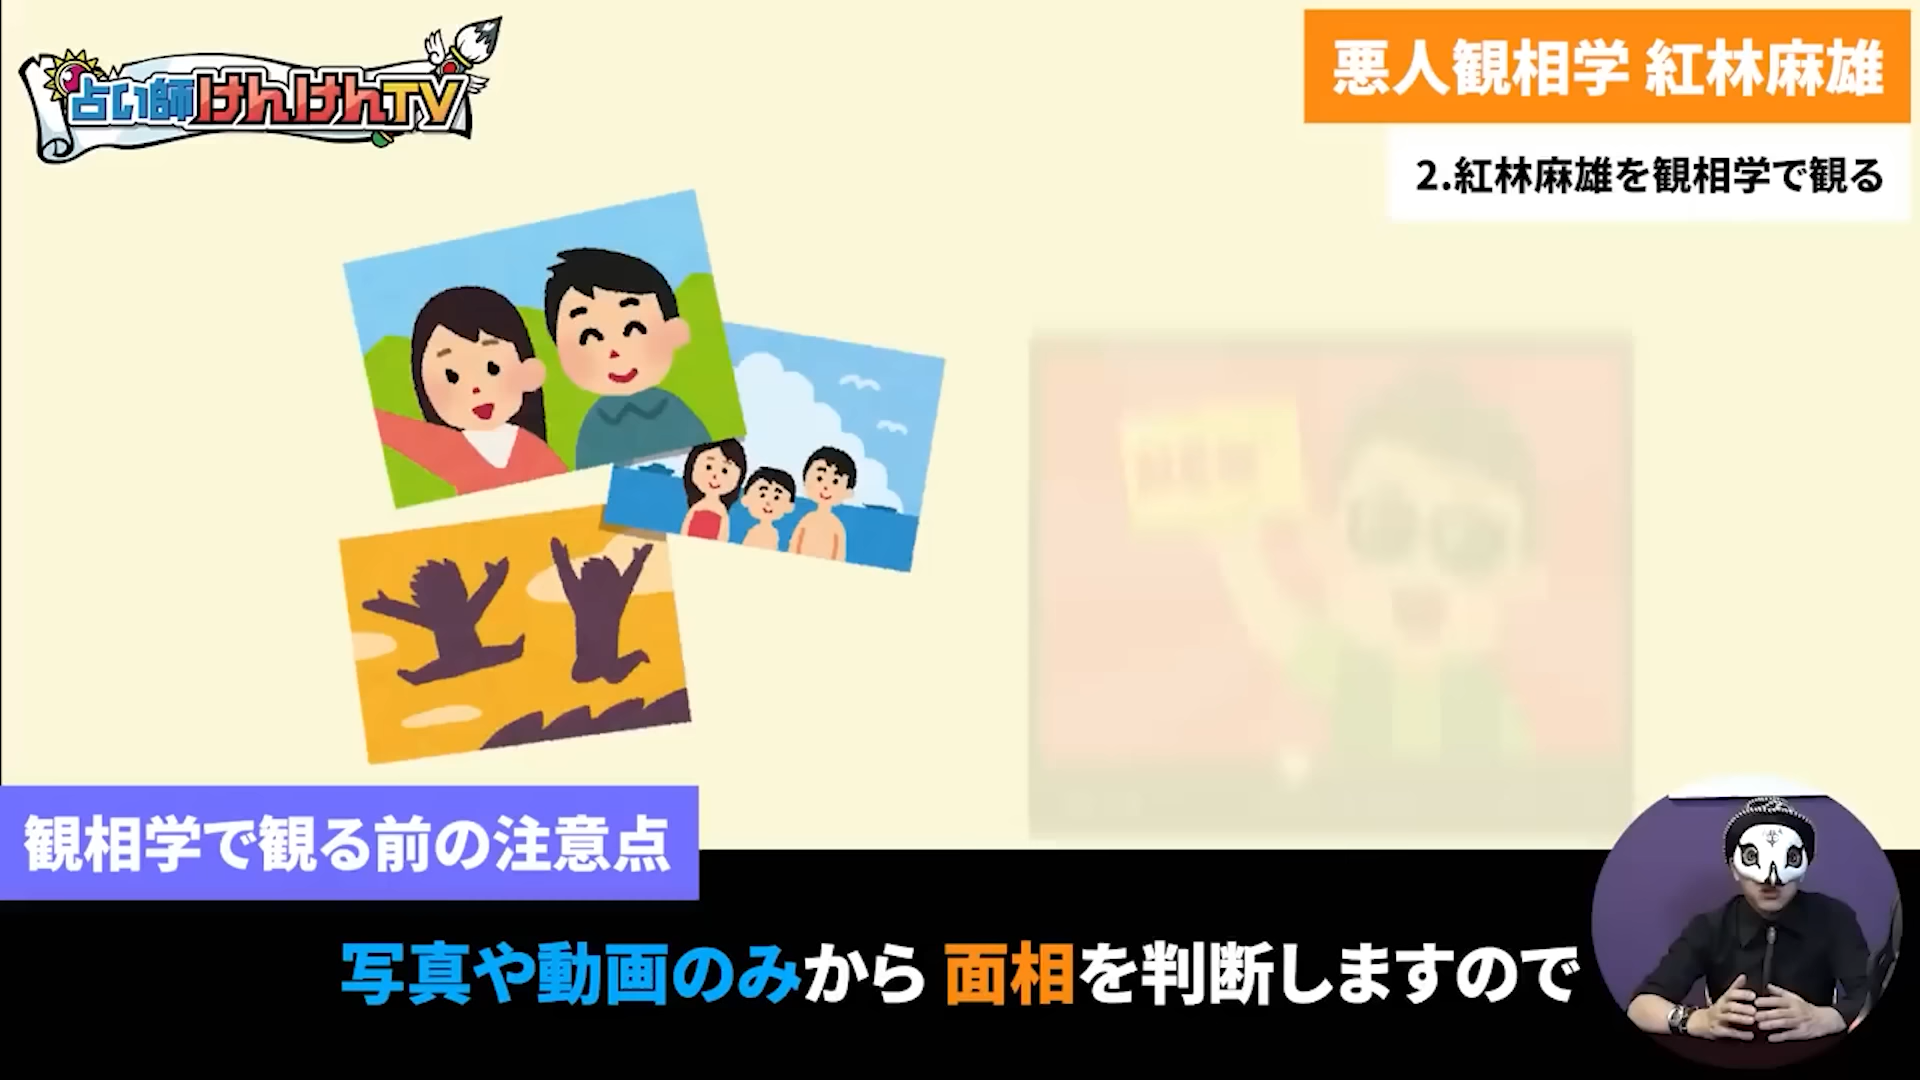 占い師けんけんTV
悪人観相学 紅林麻雄
2.紅林麻雄を観相学で観る
観相学で観る前の注意点
写真や動画のみから 面相を判断しますので